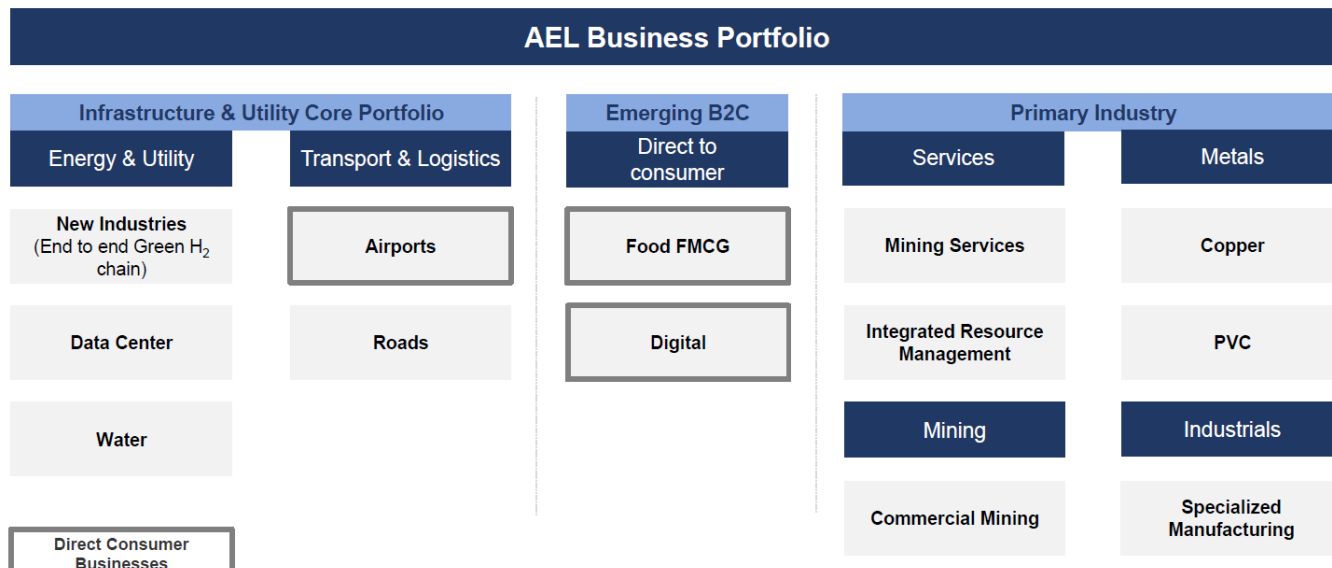 AEL Business Portfolio
Infrastructure & Utility Core Portfolio
Energy & Utility
New Industries
(End to end Green H₂
chain)
Data Center
Water
Transport & Logistics
Airports
Roads
Emerging B2C
Direct to
consumer
Food FMCG
Digital
Primary Industry
Services
Mining Services
Integrated Resource
Management
Mining
Commercial Mining
Metals
Copper
PVC
Industrials
Specialized
Manufacturing
Direct Consumer
Businesses